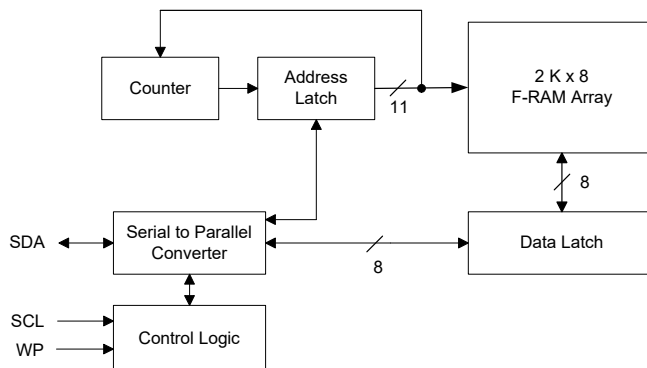 2 K x 8
F-RAM Array
Counter
Address
Latch
11
8
SDA
Serial to Parallel
Converter
8
Data Latch
SCL
WP
Control Logic